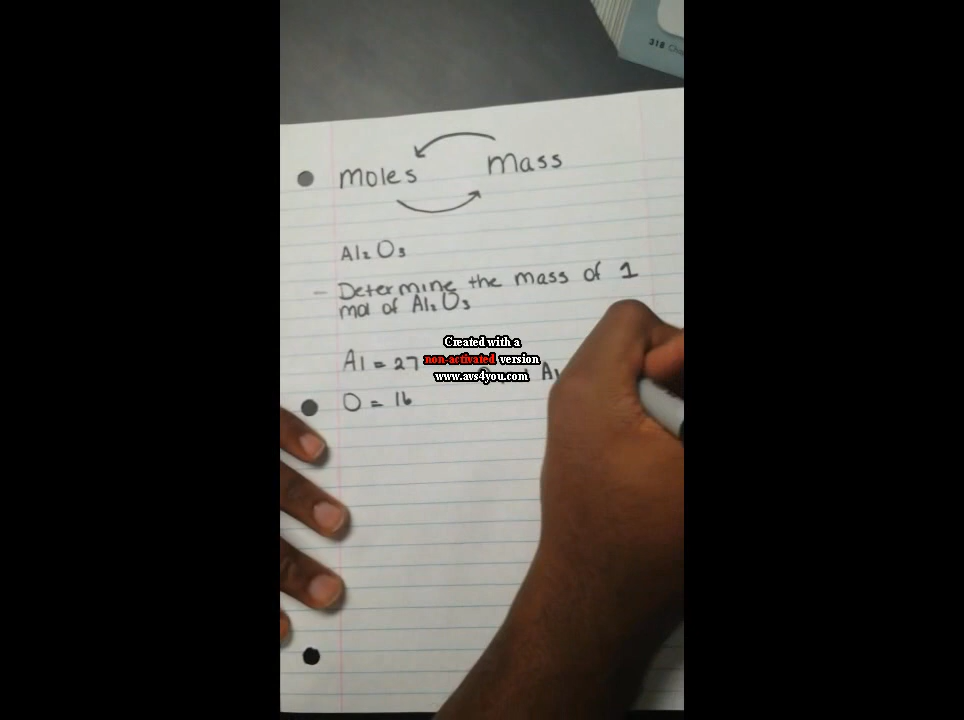 318
moles mass
Al₂O₃
- Determine the mass of 1
mol of Al₂O₃
Al = 27
O = 16
Created with a
non-activated version
www.avs4you.com